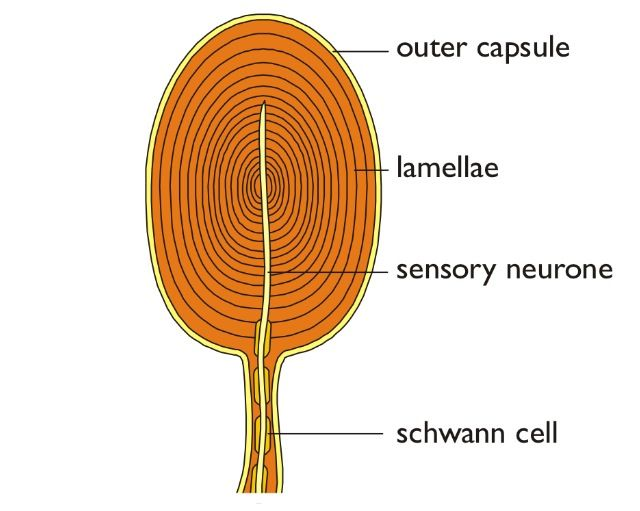 outer capsule
lamellae
sensory neurone
schwann cell